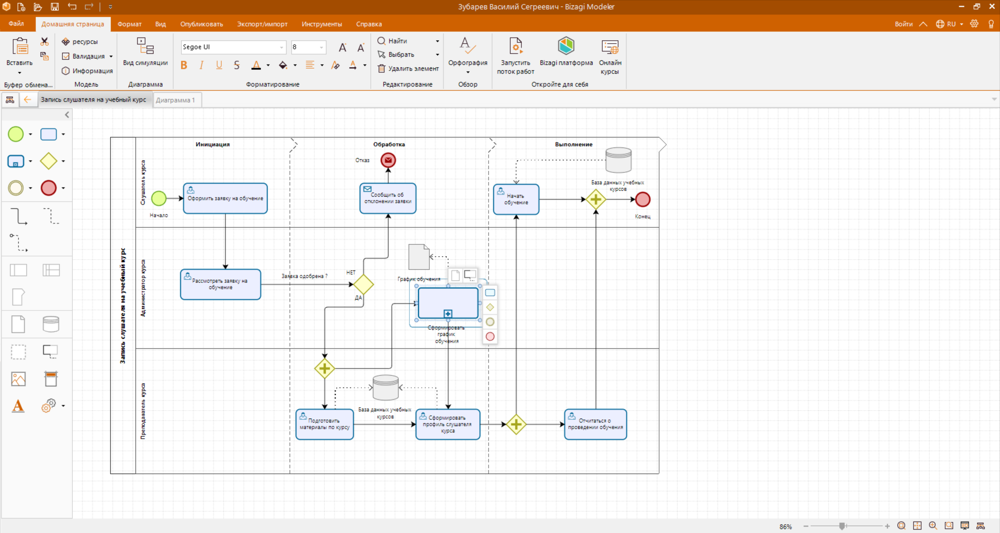 Зубарев Василий Сегреевич - Bizagi Modeler
Файл
Домашняя страница
Формат
Вид
Опубликовать
Экспорт/импорт
Инструменты
Справка
Войти
RU
Вставить
Буфер обмена...
ресурсы
Валидация
Информация
Модель
Вид симуляции
Диаграмма
Segoe UI
8
Форматирование
Найти
Выбрать
Удалить элемент
Редактирование
Орфография
Обзор
Запустить
поток работ
Bizagi платформа
Онлайн
курсы
Откройте для себя
Запись слушателя на учебный курс
Диаграмма 1
Запись слушателя на учебный курс
Инициация
Обработка
Выполнение
Слушатель курса
Начало
Оформить заявку на обучение
Отказ
Сообщить об
отклонении заявки
Начать
обучение
База данных учебных
курсов
Конец
Администратор курса
Рассмотреть заявку на
обучение
Заявка одобрена ?
НЕТ
ДА
График обучения
Сформировать
график
обучения
Преподаватель курса
Подготовить
материалы по курсу
База данных учебных
курсов
Сформировать
профиль слушателя
курса
Отчитаться о
проведении обучения
86%